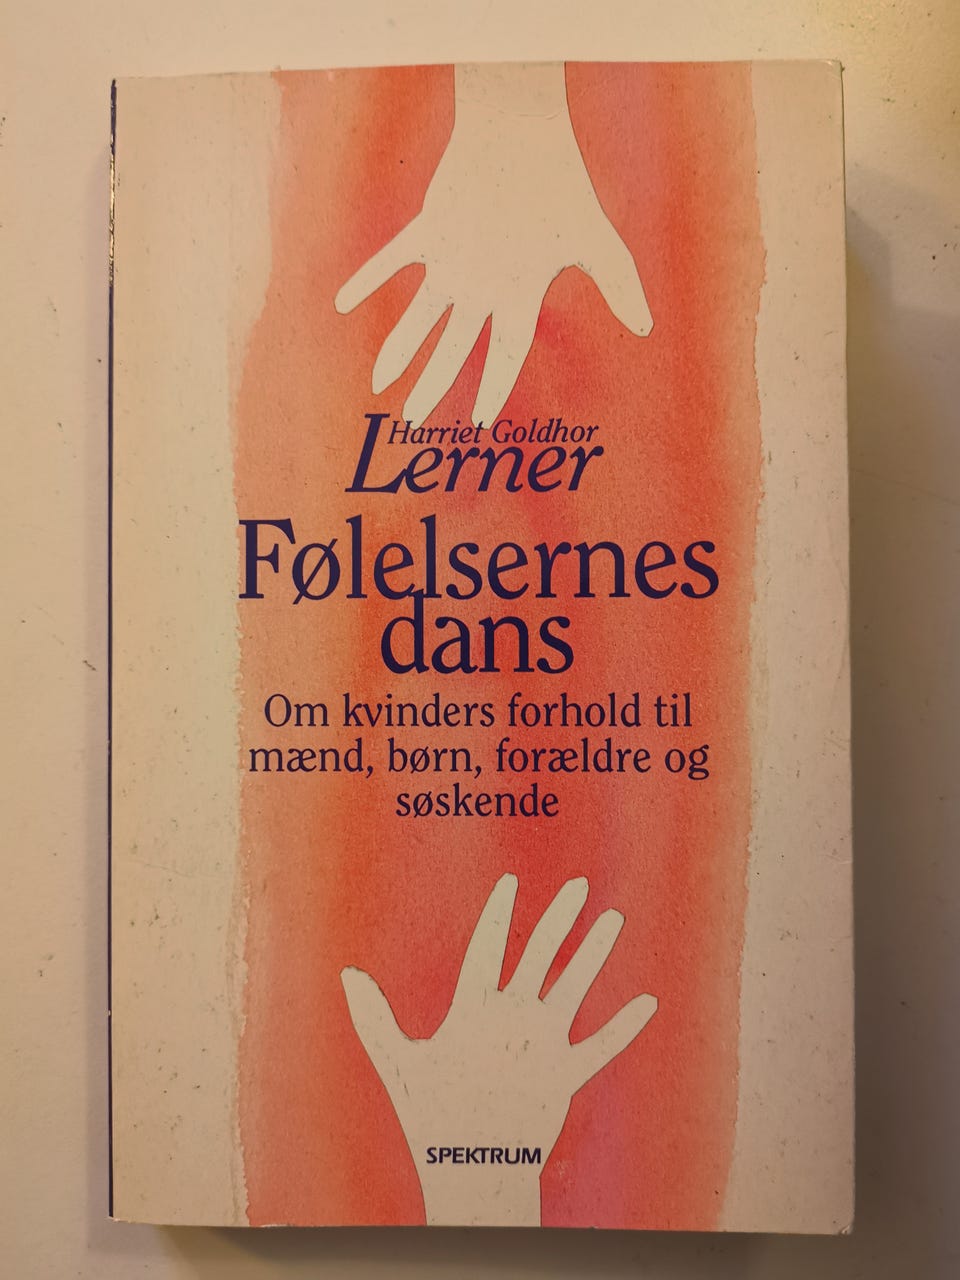 Harriet Goldhor
Lerner
Følelsernes
dans
Om kvinders forhold til
mænd, børn, forældre og
søskende
SPEKTRUM